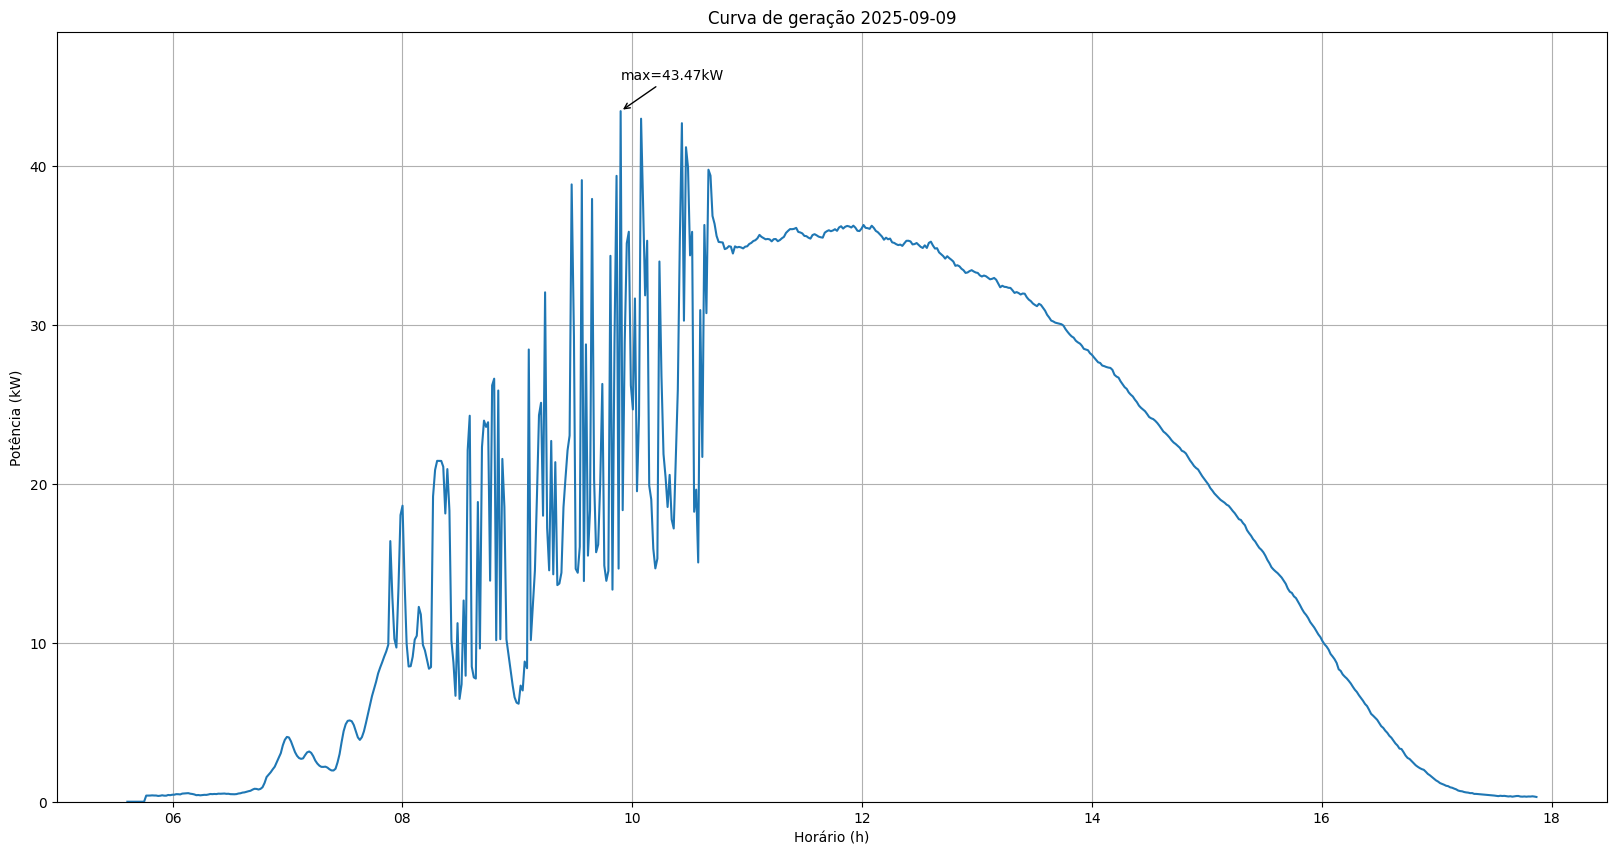 Curva de geração 2025-09-09
max=43.47kW
40
30
20
10
0
Potência (kW)
06 08 10 12 14 16 18
Horário (h)